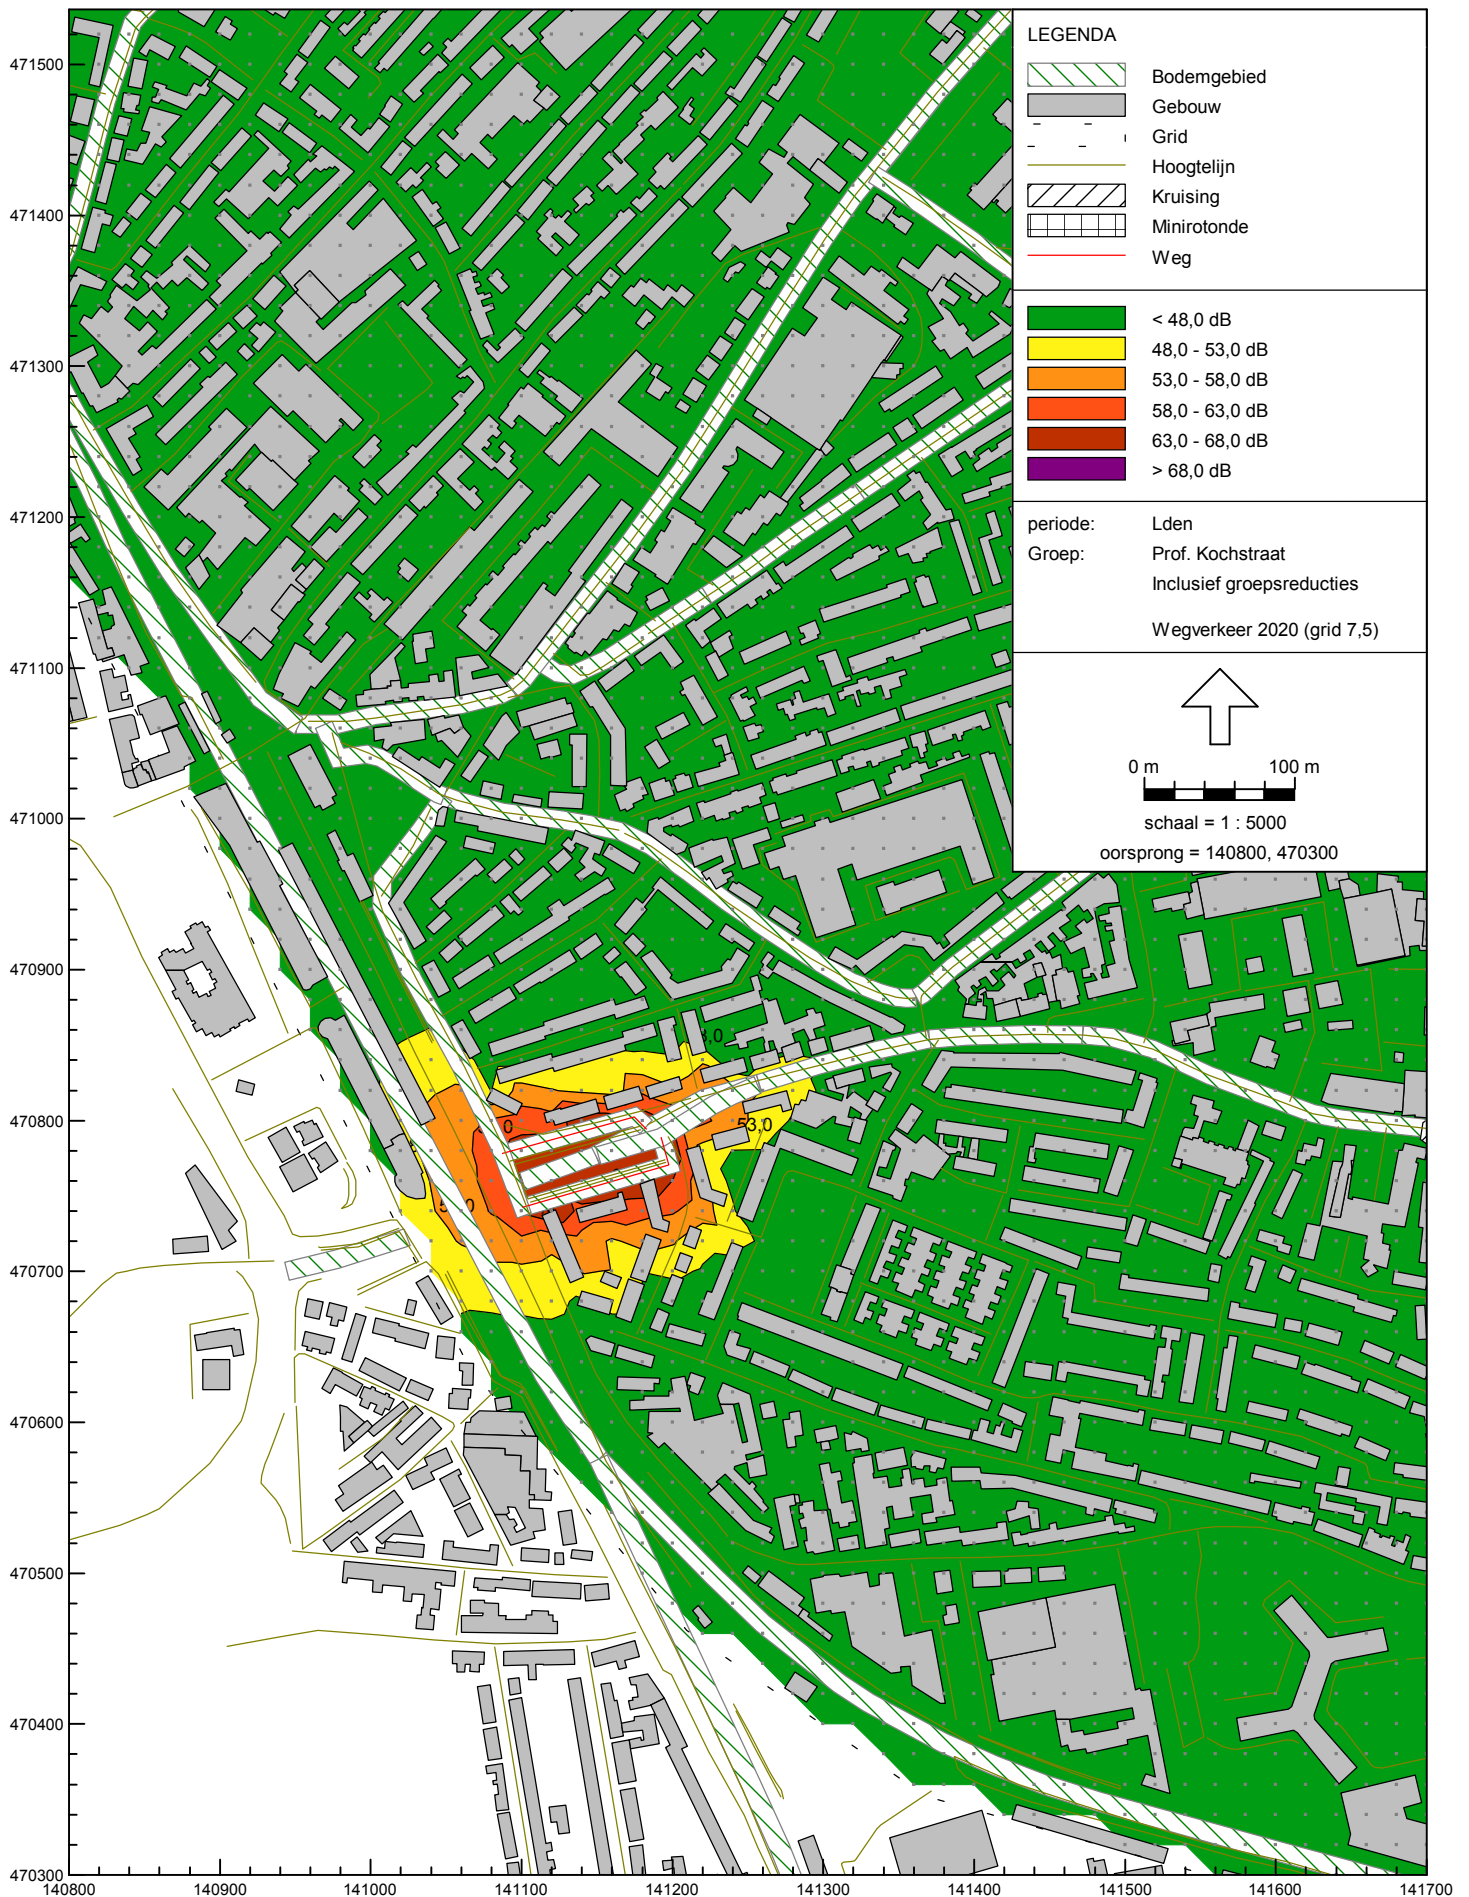 LEGENDA
Bodemgebied
Gebouw
Grid
Hoogtelijn
Kruising
Minirotonde
Weg
< 48,0 dB
48,0 - 53,0 dB
53,0 - 58,0 dB
58,0 - 63,0 dB
63,0 - 68,0 dB
> 68,0 dB
periode: Lden
Groep: Prof. Kochstraat
Inclusief groepsreducties
Wegverkeer 2020 (grid 7,5)
0 m 100 m
schaal = 1 : 5000
oorsprong = 140800, 470300
471500
471400
471300
471200
471100
471000
470900
470800
470700
470600
470500
470400
470300
53,0
140800 140900 141000 141100 141200 141300 141400 141500 141600 141700